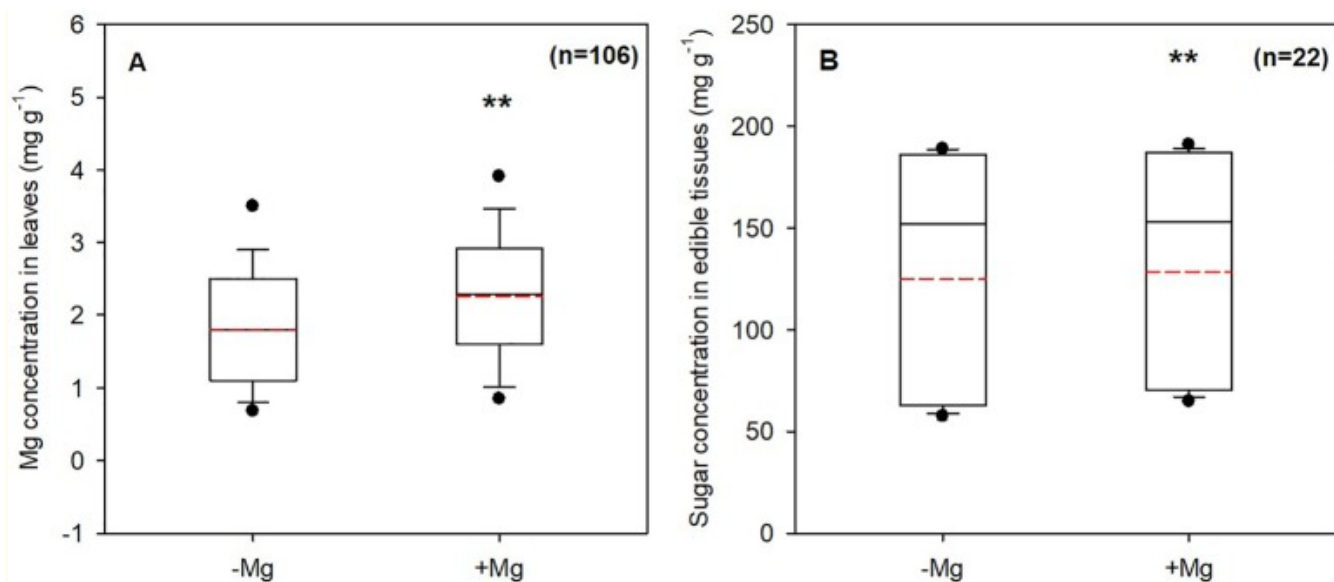 A
(n=106)
**
Mg concentration in leaves (mg g⁻¹)
6
5
4
3
2
1
0
-1
-Mg
+Mg
B
**
(n=22)
Sugar concentration in edible tissues (mg g⁻¹)
250
200
150
100
50
0
-Mg
+Mg